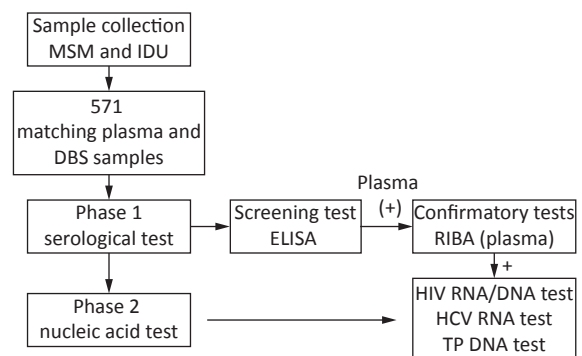 Sample collection
MSM and IDU
571
matching plasma and
DBS samples
Phase 1
serological test
Screening test
ELISA
Plasma
(+)
Confirmatory tests
RIBA (plasma)
+
Phase 2
nucleic acid test
HIV RNA/DNA test
HCV RNA test
TP DNA test